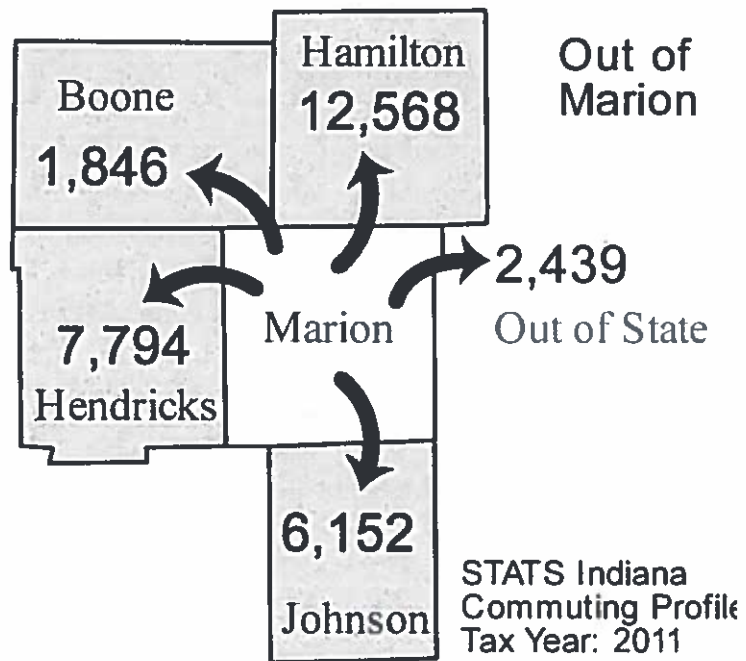 Hamilton
12,568
Out of
Marion
Boone
1,846
2,439
Out of State
Marion
7,794
Hendricks
6,152
Johnson
STATS Indiana
Commuting Profile
Tax Year: 2011